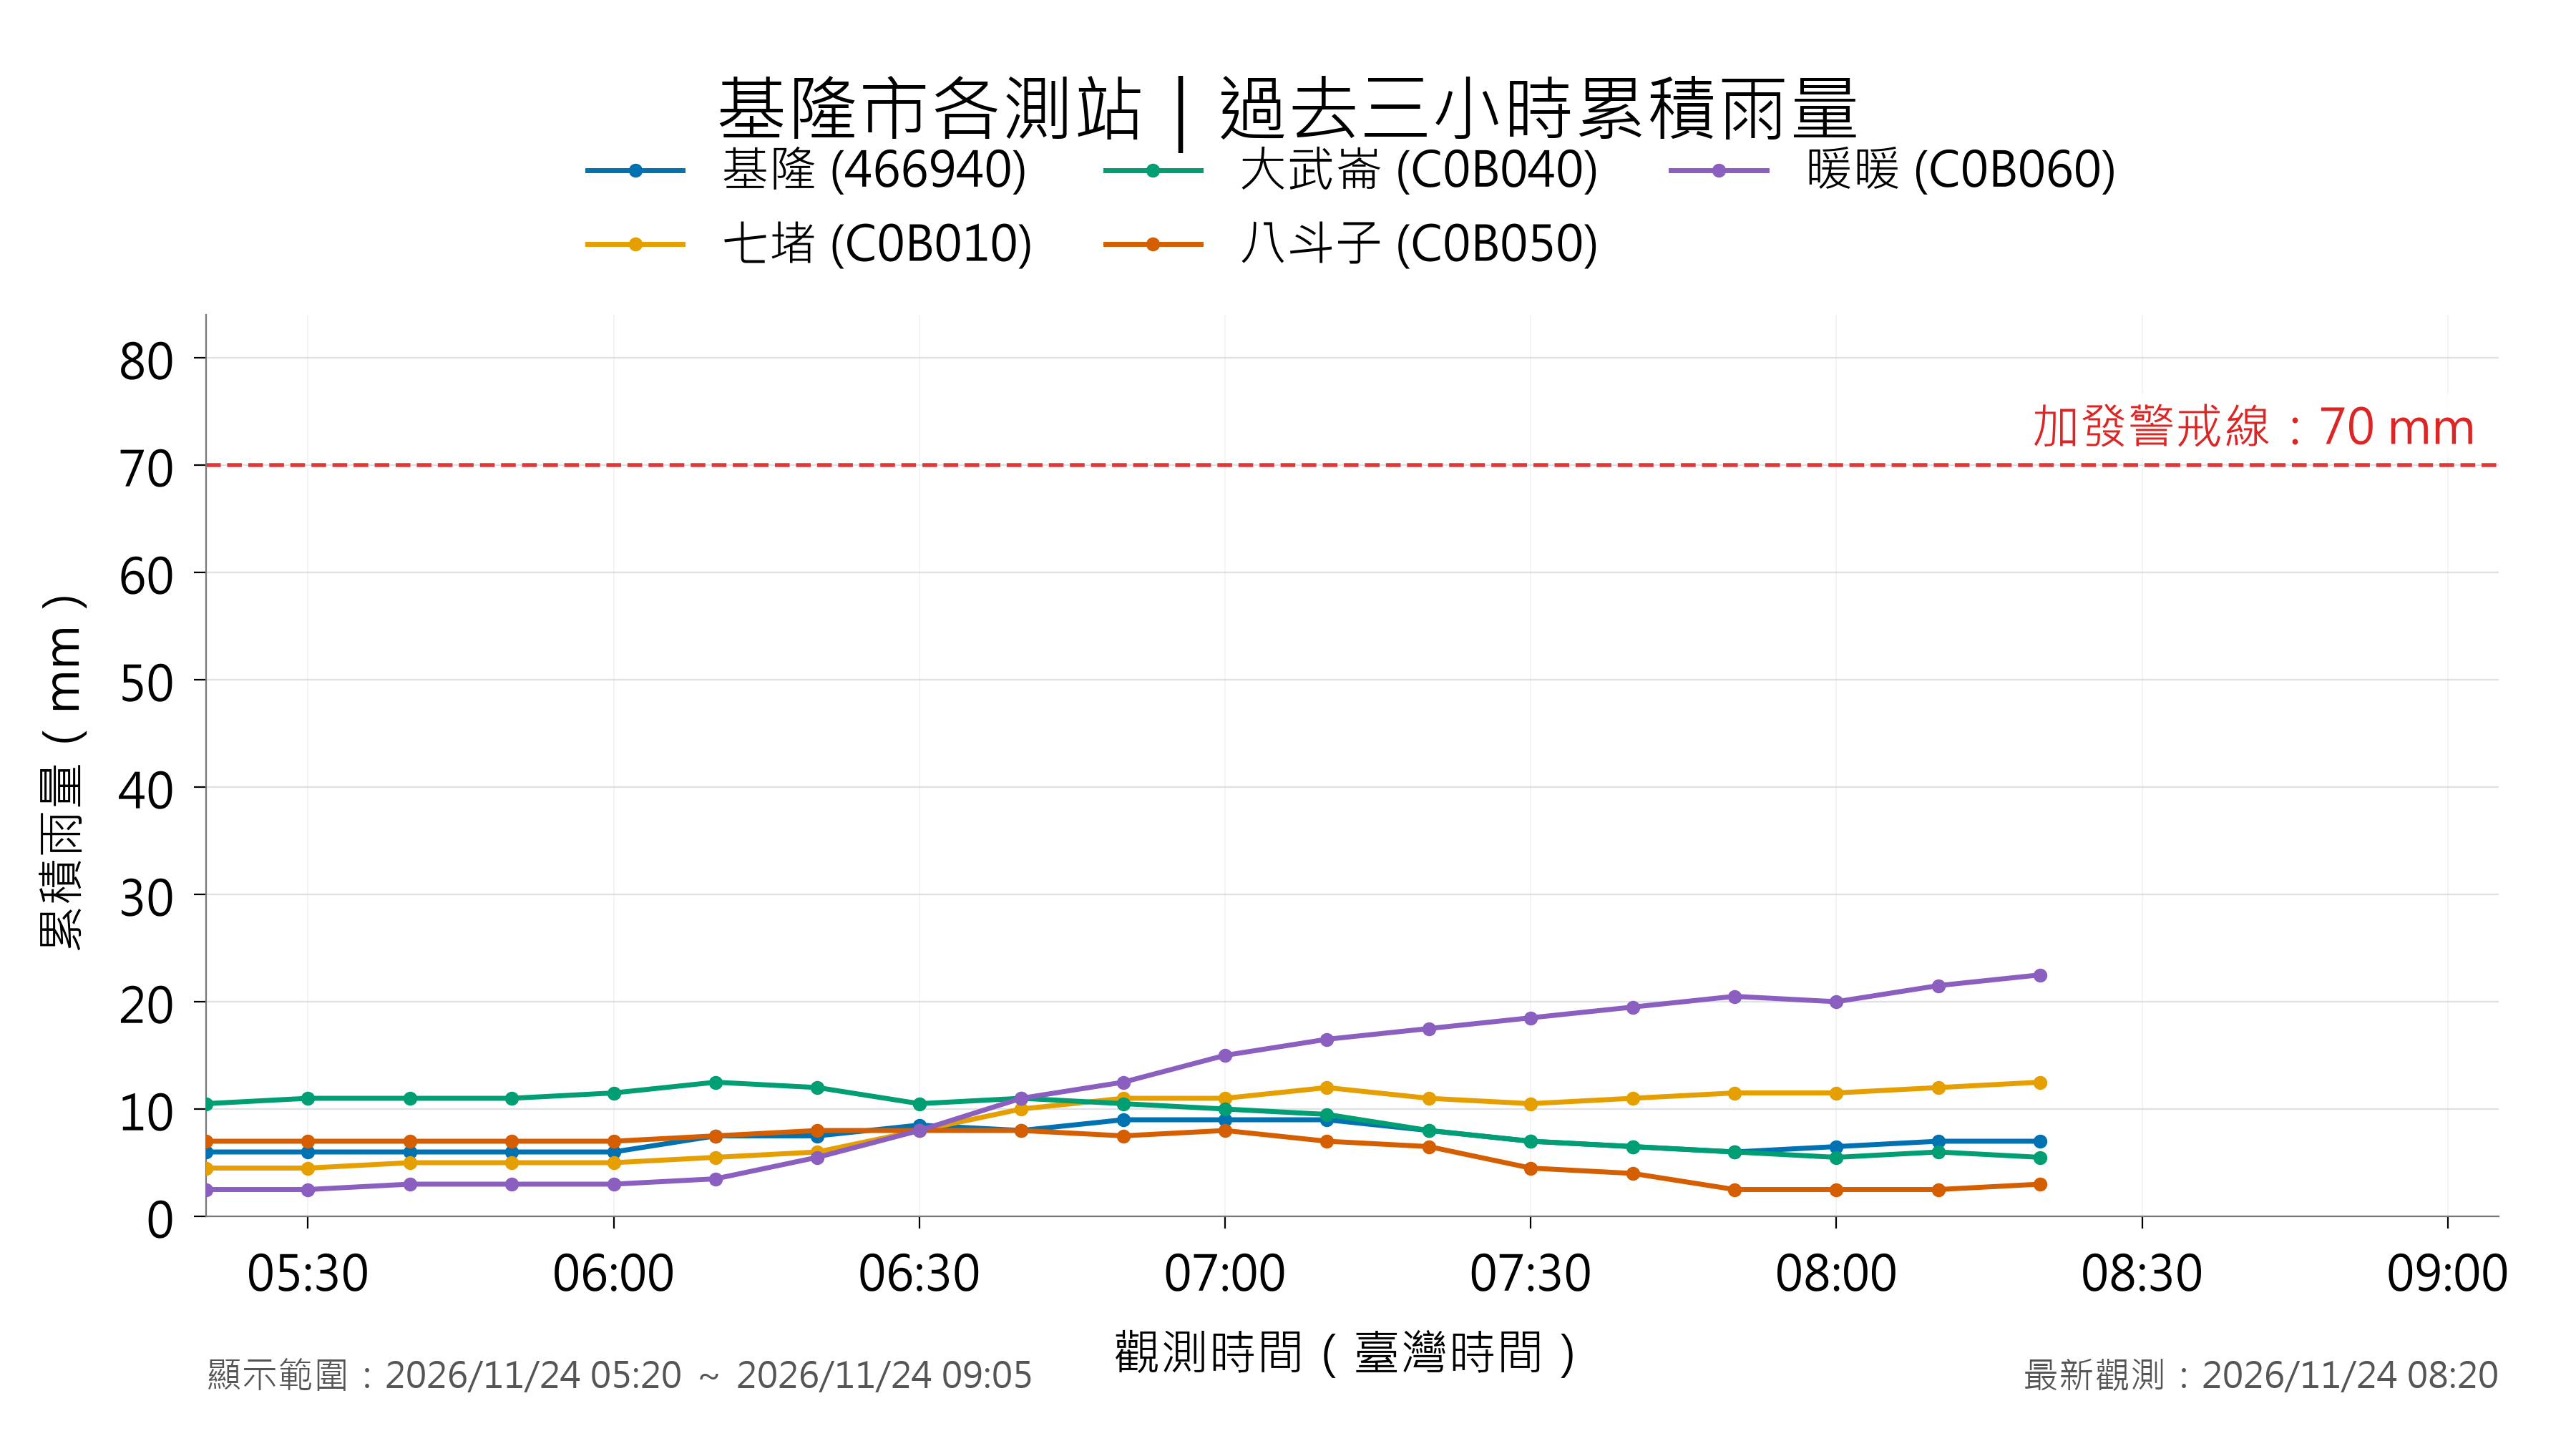 基隆市各測站｜過去三小時累積雨量
基隆 (466940)
七堵 (C0B010)
大武崙 (C0B040)
八斗子 (C0B050)
暖暖 (C0B060)
累積雨量（mm）
80
70
60
50
40
30
20
10
0
加發警戒線：70 mm
05:30
06:00
06:30
07:00
07:30
08:00
08:30
09:00
觀測時間（臺灣時間）
顯示範圍：2026/11/24 05:20 ~ 2026/11/24 09:05
最新觀測：2026/11/24 08:20